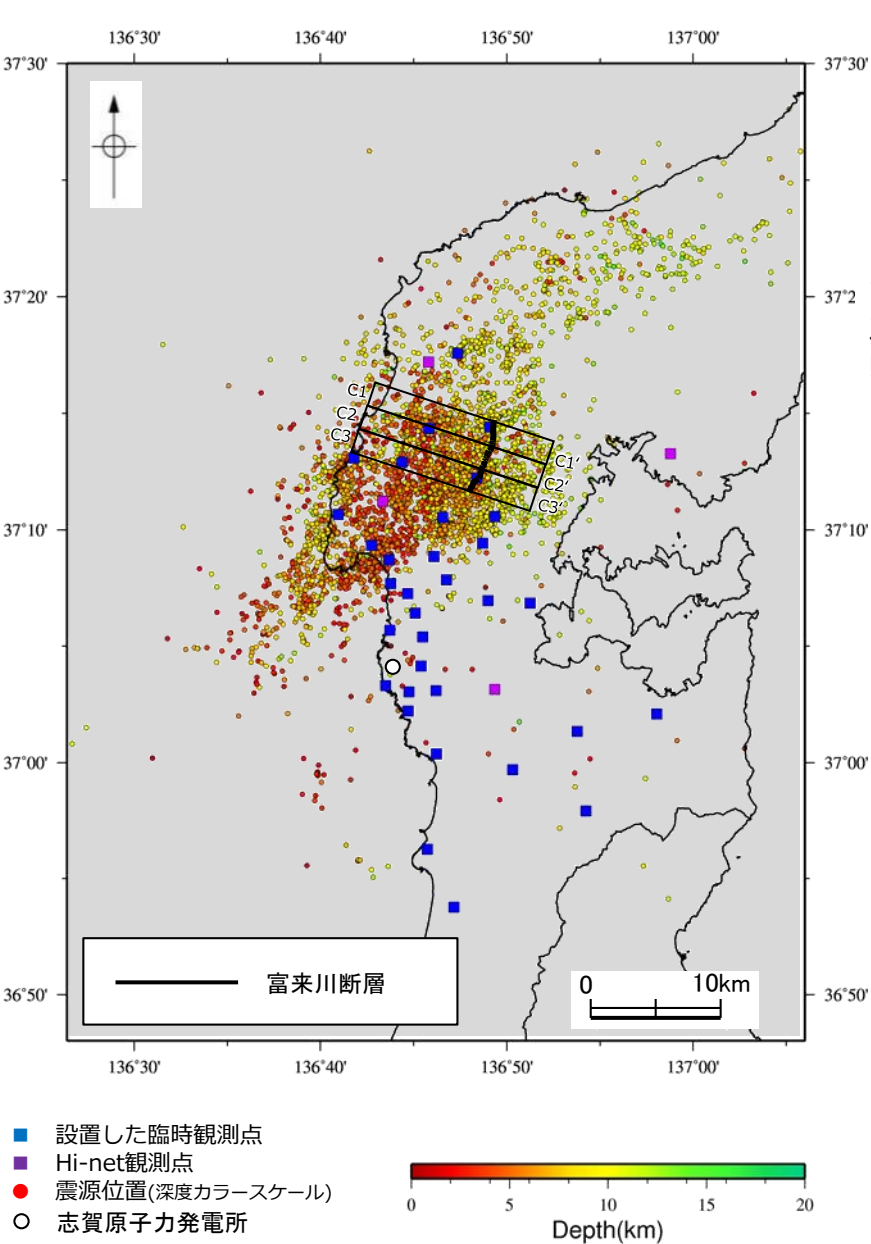 136°30′ 136°40′ 136°50′ 137°00′
37°30′ 37°30′
37°20′ 37°2
C1
C2
C3
C1′
C2′
C3′
37°10′ 37°10′
37°00′ 37°00′
富来川断層
0 10km
36°50′ 36°50′
136°30′ 136°40′ 136°50′ 137°00′
設置した臨時観測点
Hi-net観測点
震源位置(深度カラースケール)
志賀原子力発電所
0 5 10 15 20
Depth(km)